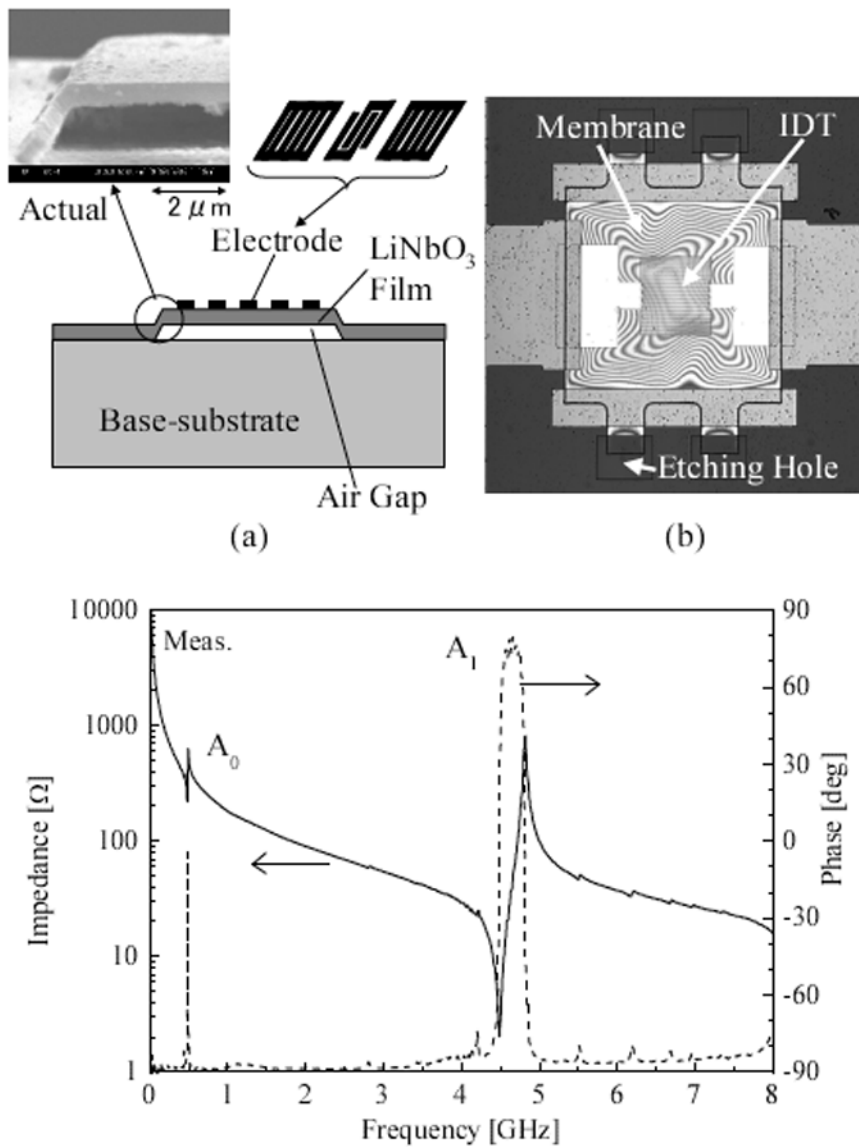 2 μm
Actual
Electrode
LiNbO3
Film
Base-substrate
Air Gap
(a)
Membrane
IDT
Etching Hole
(b)
10000
1000
100
10
1
Impedance [Ω]
Meas.
A0
A1
90
60
30
0
-30
-60
-90
Phase [deg]
0 1 2 3 4 5 6 7 8
Frequency [GHz]